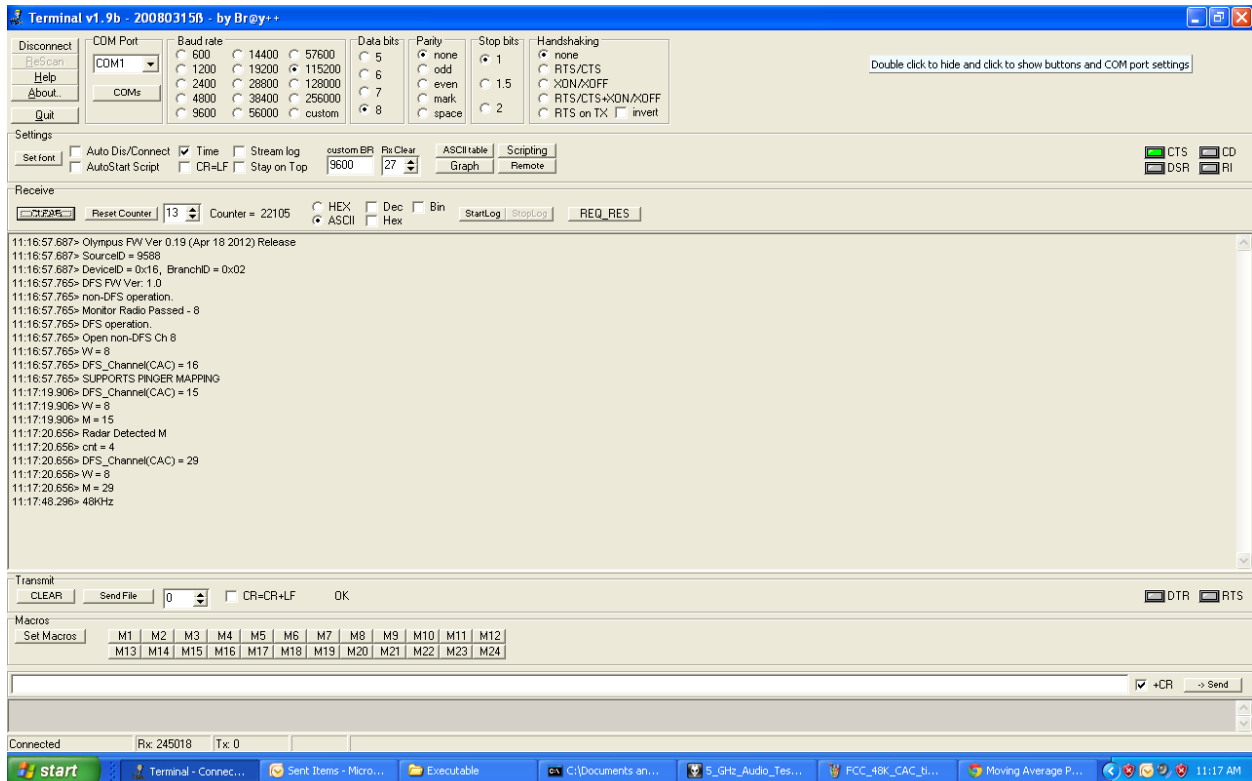 Terminal v1.9b - 20080315ß - by Br@y++
Disconnect
ReScan
Help
About..
Quit
COM Port
COM1
COMs
Baud rate
600 14400 57600
1200 19200 115200
2400 28800 128000
4800 38400 256000
9600 56000 custom
Data bits
5
6
7
8
Parity
none
odd
even
mark
space
Stop bits
1
1.5
2
Handshaking
none
RTS/CTS
XON/XOFF
RTS/CTS+XON/XOFF
RTS on TX invert
Double click to hide and click to show buttons and COM port settings
Settings
Set font
Auto Dis/Connect Time Stream log
AutoStart Script CR=LF Stay on Top
custom BR Rx Clear
9600 27
ASCII table Scripting
Graph Remote
CTS CD
DSR RI
Receive
CLEAR Reset Counter 13 Counter = 22105
HEX Dec Bin
ASCII Hex
StartLog StopLog REQ_RES
11:16:57.687> Olympus FW Ver 0.19 (Apr 18 2012) Release
11:16:57.687> SourceID = 9588
11:16:57.687> DeviceID = 0x16, BranchID = 0x02
11:16:57.765> DFS FW Ver: 1.0
11:16:57.765> non-DFS operation.
11:16:57.765> Monitor Radio Passed - 8
11:16:57.765> DFS operation.
11:16:57.765> Open non-DFS Ch 8
11:16:57.765> W = 8
11:16:57.765> DFS_Channel(CAC) = 16
11:16:57.765> SUPPORTS PINGER MAPPING
11:17:19.906> DFS_Channel(CAC) = 15
11:17:19.906> W = 8
11:17:19.906> M = 15
11:17:20.656> Radar Detected M
11:17:20.656> cnt = 4
11:17:20.656> DFS_Channel(CAC) = 29
11:17:20.656> W = 8
11:17:20.656> M = 29
11:17:48.296> 48KHz
Transmit
CLEAR Send File 0 CR=CR+LF OK
DTR RTS
Macros
Set Macros
M1 M2 M3 M4 M5 M6 M7 M8 M9 M10 M11 M12
M13 M14 M15 M16 M17 M18 M19 M20 M21 M22 M23 M24
+CR -> Send
Connected Rx: 245018 Tx: 0
start Terminal - Connec... Sent Items - Micro... Executable C:\Documents an... 5_GHz_Audio_Tes... FCC_48K_CAC_ti... Moving Average P... 11:17 AM